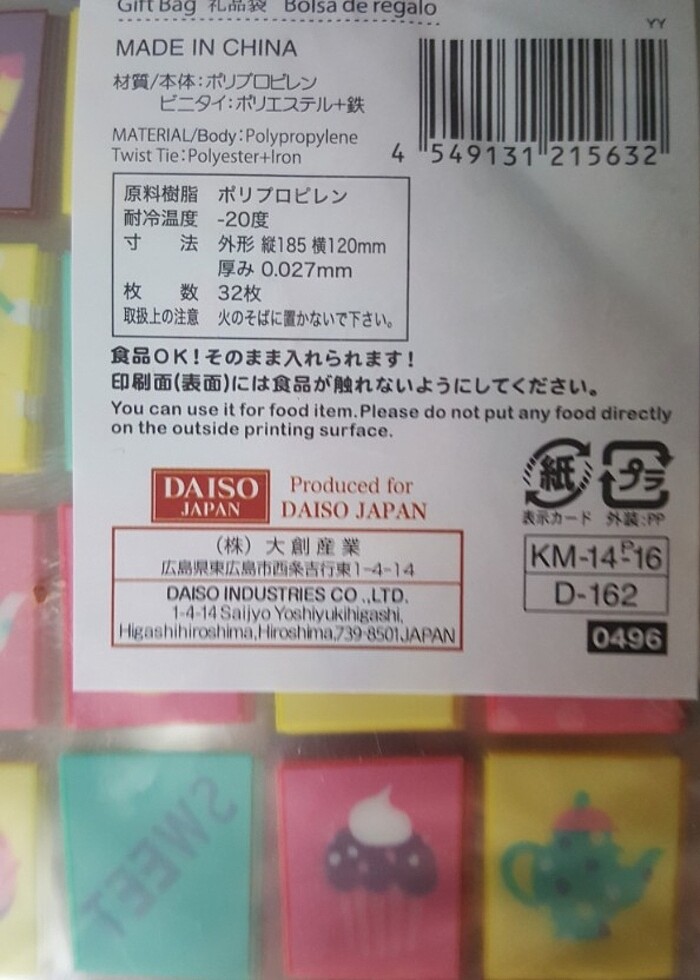 Gift Bag 礼品袋 Bolsa de regalo
YY
MADE IN CHINA
材質/本体:ポリプロピレン
ビニタイ:ポリエステル+鉄
MATERIAL/Body:Polypropylene
Twist Tie:Polyester+Iron
4 549131 215632
原料樹脂 ポリプロピレン
耐冷温度 -20度
寸 法 外形 縦185 横120mm
厚み 0.027mm
枚 数 32枚
取扱上の注意 火のそばに置かないで下さい。
食品OK!そのまま入れられます!
印刷面(表面)には食品が触れないようにしてください。
You can use it for food item.Please do not put any food directly
on the outside printing surface.
DAISO
JAPAN
Produced for
DAISO JAPAN
紙
表示カード
プラ
外装:PP
(株)大創産業
広島県東広島市西条吉行東1-4-14
DAISO INDUSTRIES CO.,LTD.
1-4-14 Saijyo Yoshiyukihigashi,
Higashihiroshima,Hiroshima,739-8501JAPAN
KM-14-P-16
D-162
0496
SWEET